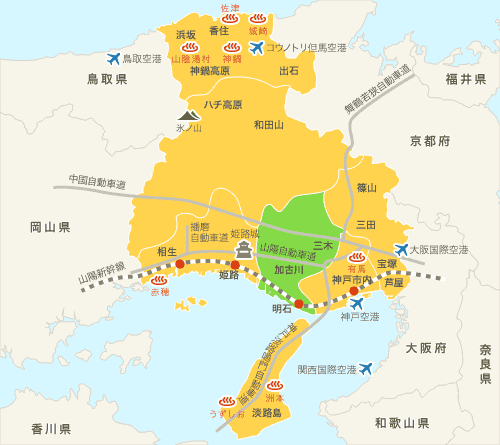 佐津
浜坂
香住
城崎
コウノトリ但馬空港
鳥取空港
山陰湯村
神鍋
神鍋高原
出石
鳥取県
福井県
舞鶴若狭自動車道
ハチ高原
氷ノ山
和田山
京都府
中国自動車道
篠山
三田
岡山県
播磨
自動車道
姫路城
山陽自動車道
三木
大阪国際空港
相生
有馬
宝塚
山陽新幹線
姫路
加古川
神戸市内
芦屋
赤穂
明石
神戸空港
神戸淡路鳴門自動車道
大阪府
奈良県
関西国際空港
洲本
うずしお
淡路島
香川県
和歌山県